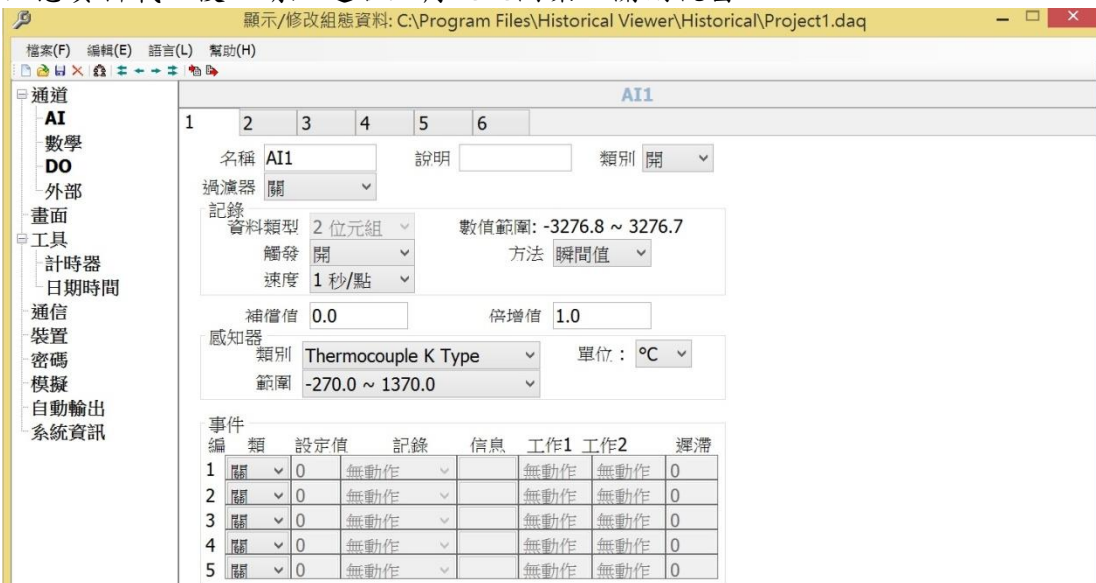 顯示/修改組態資料: C:\Program Files\Historical Viewer\Historical\Project1.daq
檔案(F) 編輯(E) 語言(L) 幫助(H)
通道
AI
數學
DO
外部
畫面
工具
計時器
日期時間
通信
裝置
密碼
模擬
自動輸出
系統資訊
AI1
1 2 3 4 5 6
名稱 AI1 說明 類別 開
過濾器 關
記錄
資料類型 2 位元組 數值範圍: -3276.8 ~ 3276.7
觸發 開 方法 瞬間值
速度 1 秒/點
補償值 0.0 倍增值 1.0
感知器
類別 Thermocouple K Type 單位： °C
範圍 -270.0 ~ 1370.0
事件
編 類 設定值 記錄 信息 工作1 工作2 遲滯
1 關 0 無動作 無動作 無動作 0
2 關 0 無動作 無動作 無動作 0
3 關 0 無動作 無動作 無動作 0
4 關 0 無動作 無動作 無動作 0
5 關 0 無動作 無動作 無動作 0